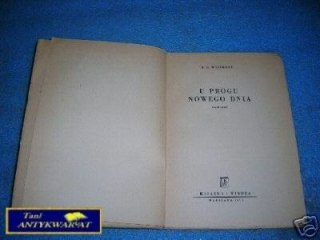 U PROGU
NOWEGO DNIA
KSIĄŻKA I WIEDZA
WARSZAWA
Tani
ANTYKWARIAT